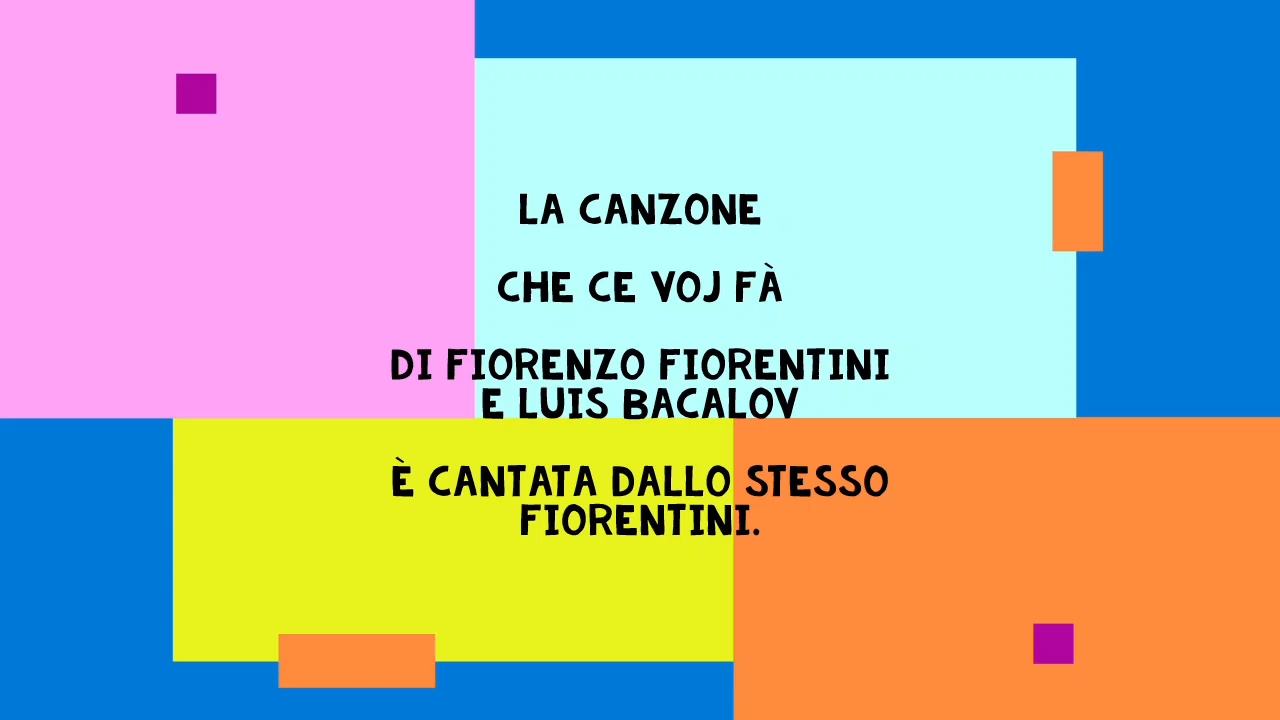 LA CANZONE
CHE CE VOJ FÀ
DI FIORENZO FIORENTINI
E LUIS BACALOV
È CANTATA DALLO STESSO
FIORENTINI.